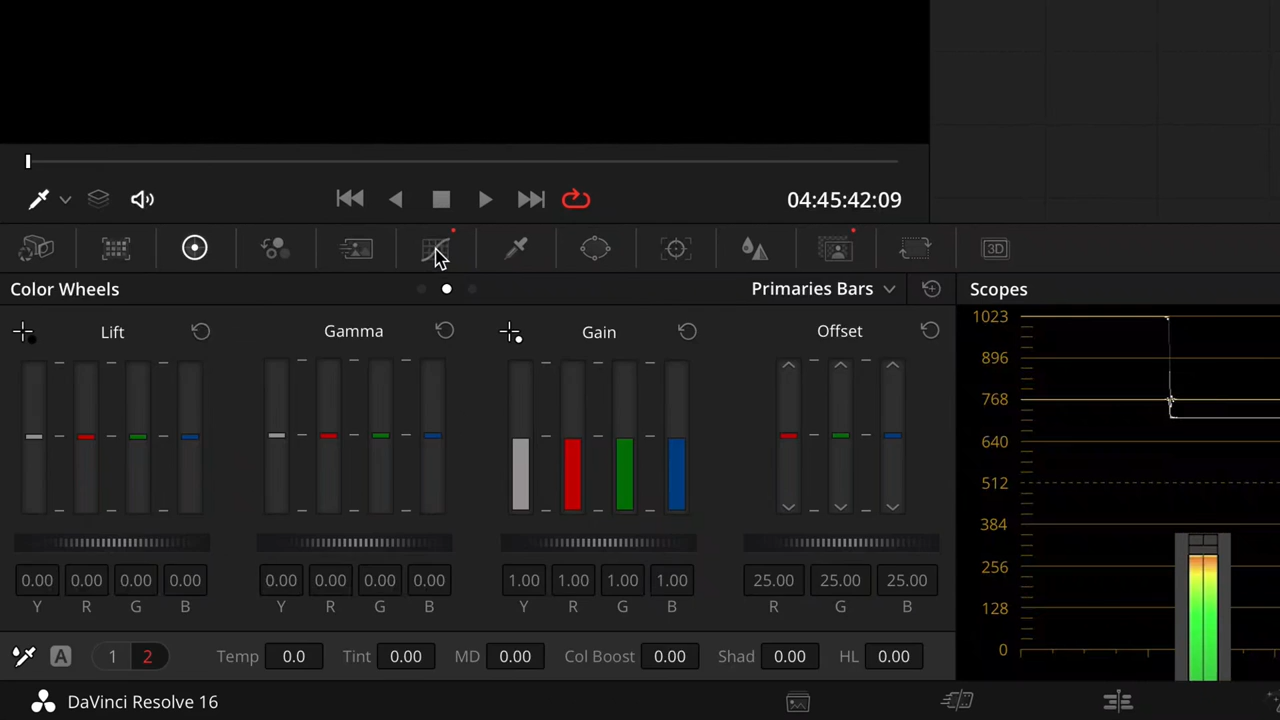 04:45:42:09
3D
Color Wheels
Primaries Bars
Scopes
Lift
Gamma
Gain
Offset
1023
896
768
640
512
384
256
128
0
0.00 0.00 0.00 0.00
0.00 0.00 0.00 0.00
1.00 1.00 1.00 1.00
25.00 25.00 25.00
Y R G B
Y R G B
Y R G B
R G B
A 1 2 Temp 0.0 Tint 0.00 MD 0.00 Col Boost 0.00 Shad 0.00 HL 0.00
DaVinci Resolve 16